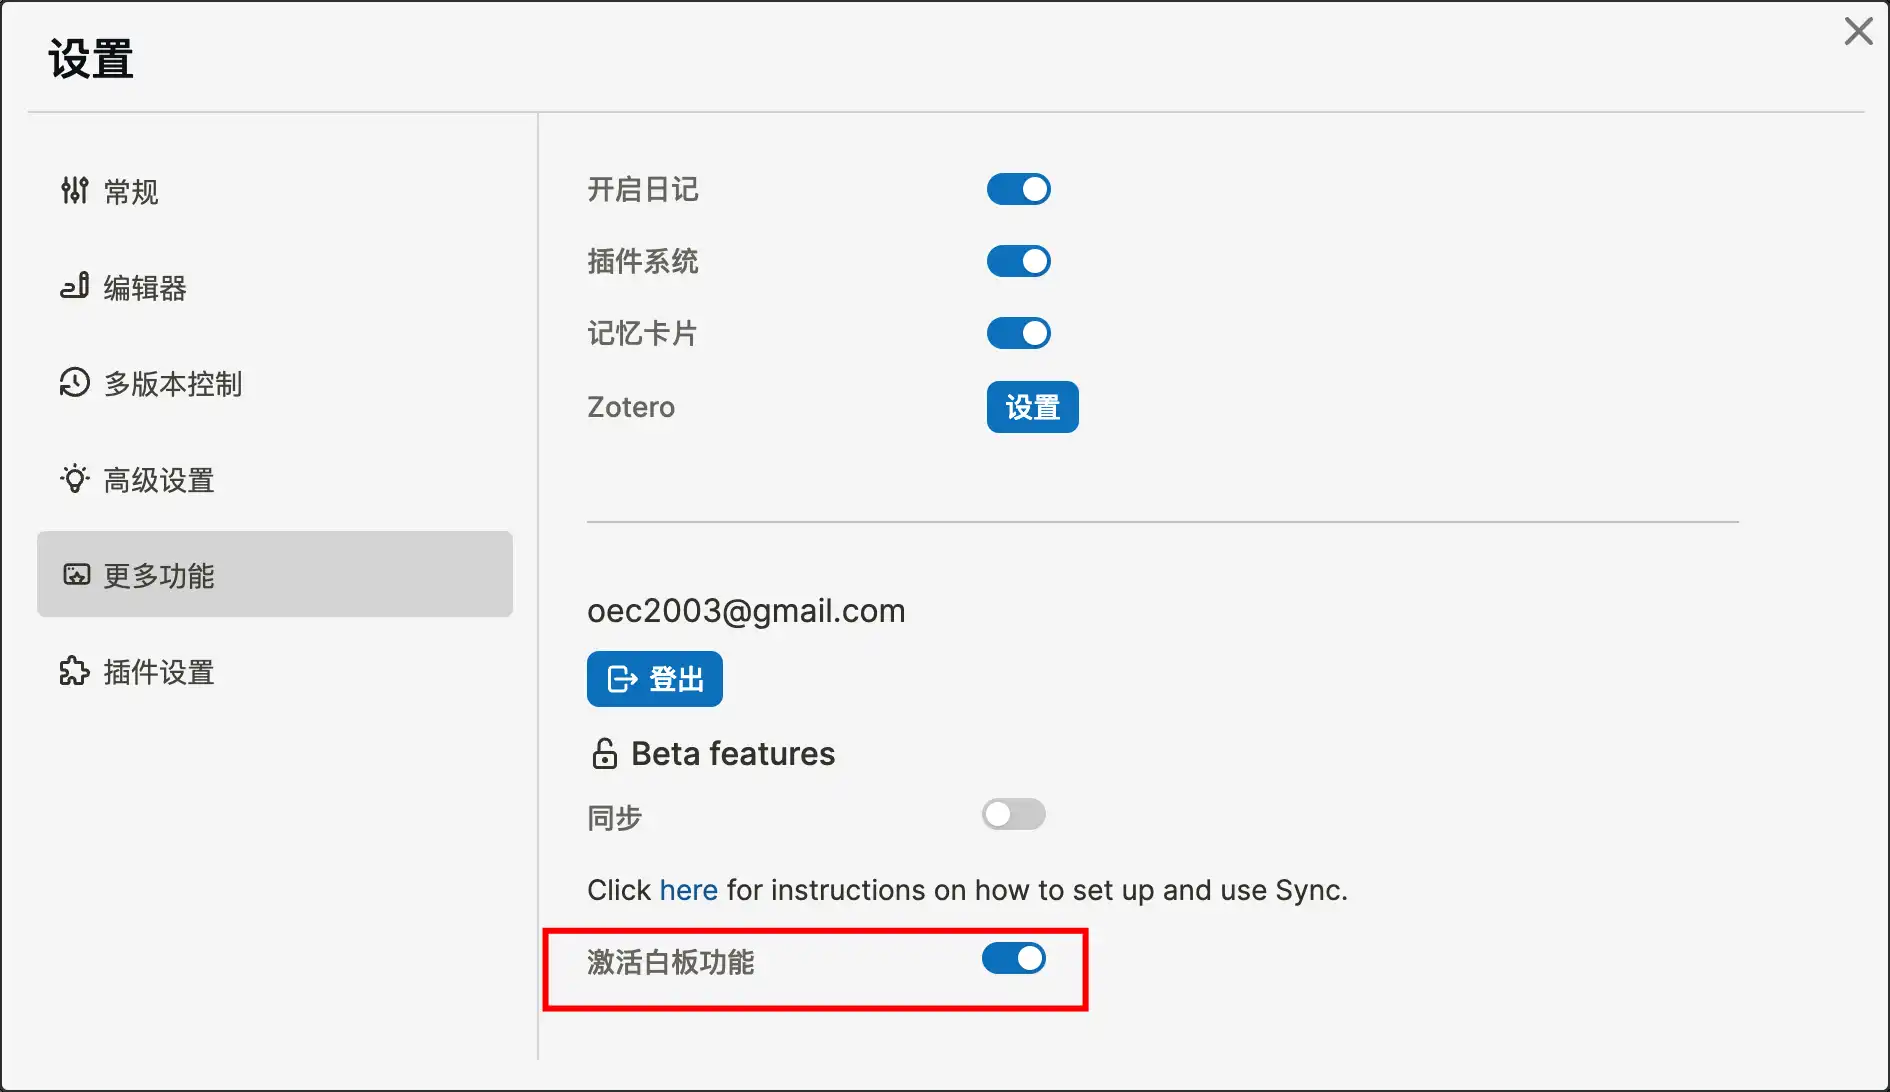 设置
常规
编辑器
多版本控制
高级设置
更多功能
插件设置
开启日记
插件系统
记忆卡片
Zotero 设置
oec2003@gmail.com
登出
Beta features
同步
Click here for instructions on how to set up and use Sync.
激活白板功能